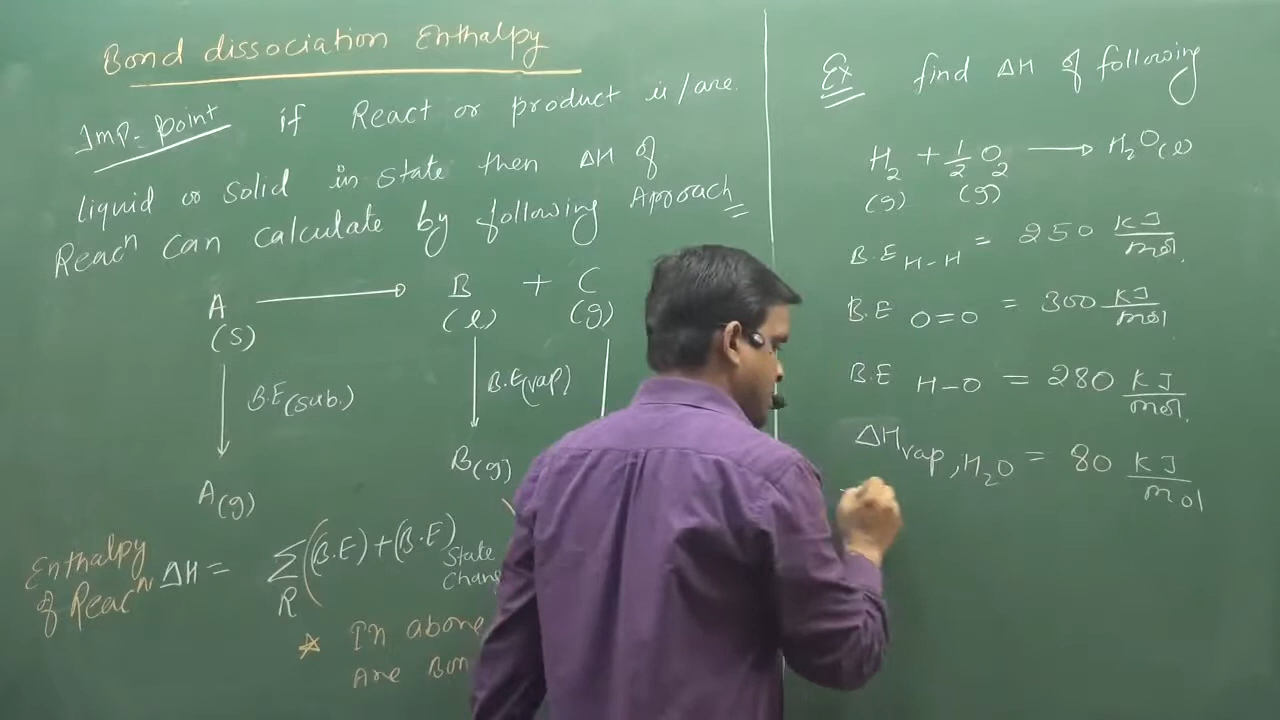 Bond dissociation Enthalpy
Imp. point if React or product is/are
liquid or solid in state then ΔH of
Reacⁿ can calculate by following Approach
A ⟶ B + C
(s) (l) (g)
B.E(sub.) B.E(vap)
A(g) B(g)
Enthalpy
of Reacⁿ ΔH = Σ ((B.E) + (B.E)
R State
Chan
* In above
Are Bon
Ex find ΔH of following
H₂ + 1/2 O₂ ⟶ H₂O(l)
(g) (g)
B.E H-H = 250 KJ/mol.
B.E O=O = 300 KJ/mol
B.E H-O = 280 KJ/mol.
ΔHvap, H₂O = 80 KJ/mol